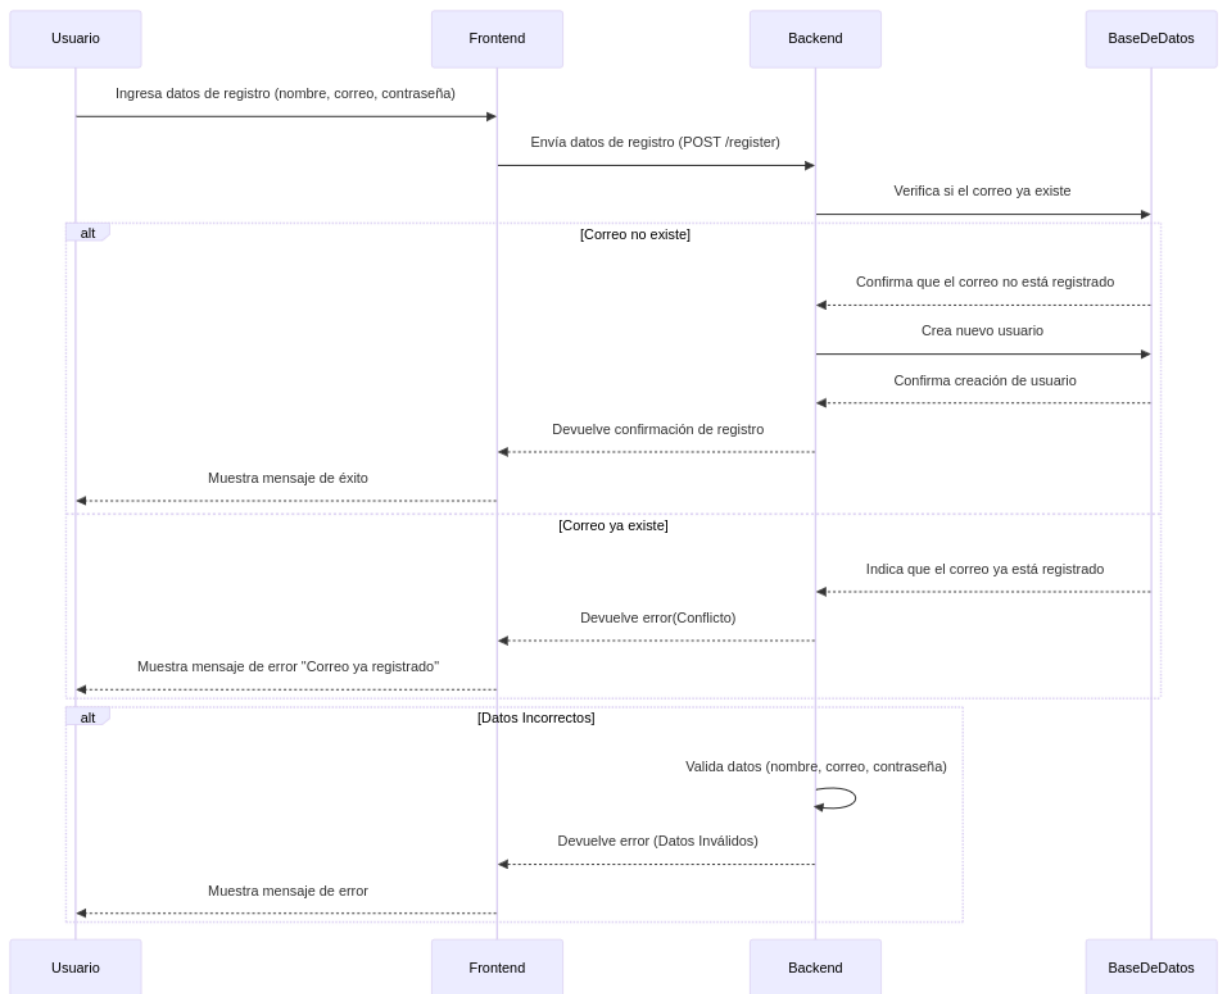 Usuario
Frontend
Backend
BaseDeDatos
Ingresa datos de registro (nombre, correo, contraseña)
Envía datos de registro (POST /register)
Verifica si el correo ya existe
alt
[Correo no existe]
Confirma que el correo no está registrado
Crea nuevo usuario
Confirma creación de usuario
Devuelve confirmación de registro
Muestra mensaje de éxito
[Correo ya existe]
Indica que el correo ya está registrado
Devuelve error(Conflicto)
Muestra mensaje de error "Correo ya registrado"
alt
[Datos Incorrectos]
Valida datos (nombre, correo, contraseña)
Devuelve error (Datos Inválidos)
Muestra mensaje de error
Usuario
Frontend
Backend
BaseDeDatos